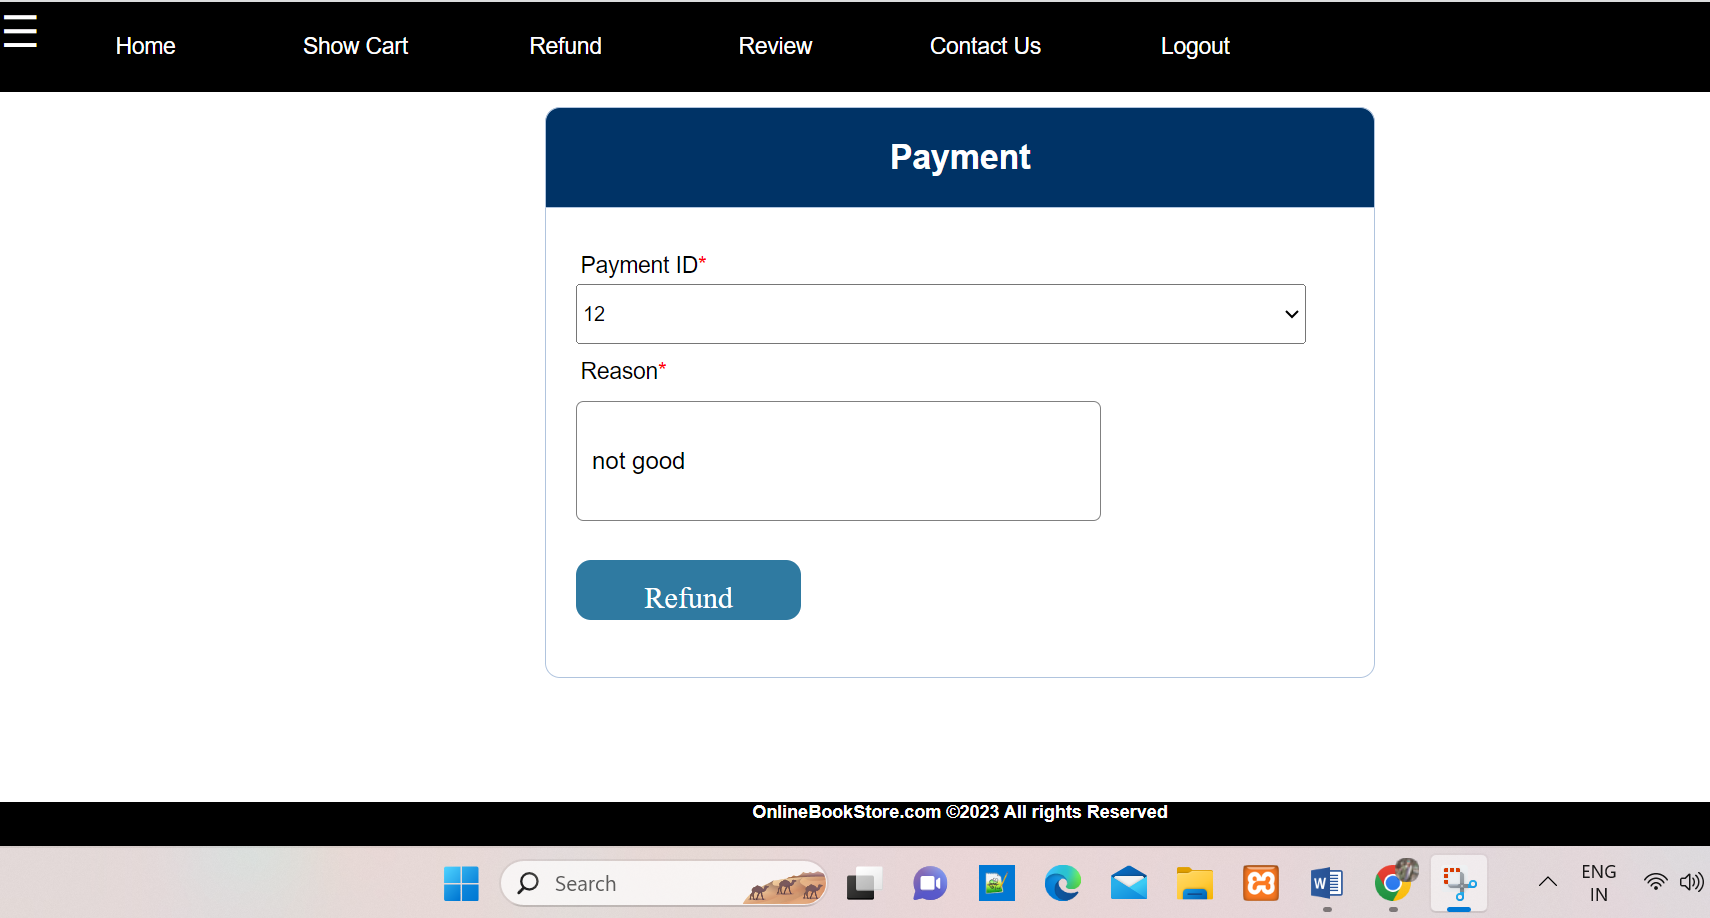 Home Show Cart Refund Review Contact Us Logout
Payment
Payment ID*
12
Reason*
not good
Refund
OnlineBookStore.com ©2023 All rights Reserved
Search
W
ENG
IN